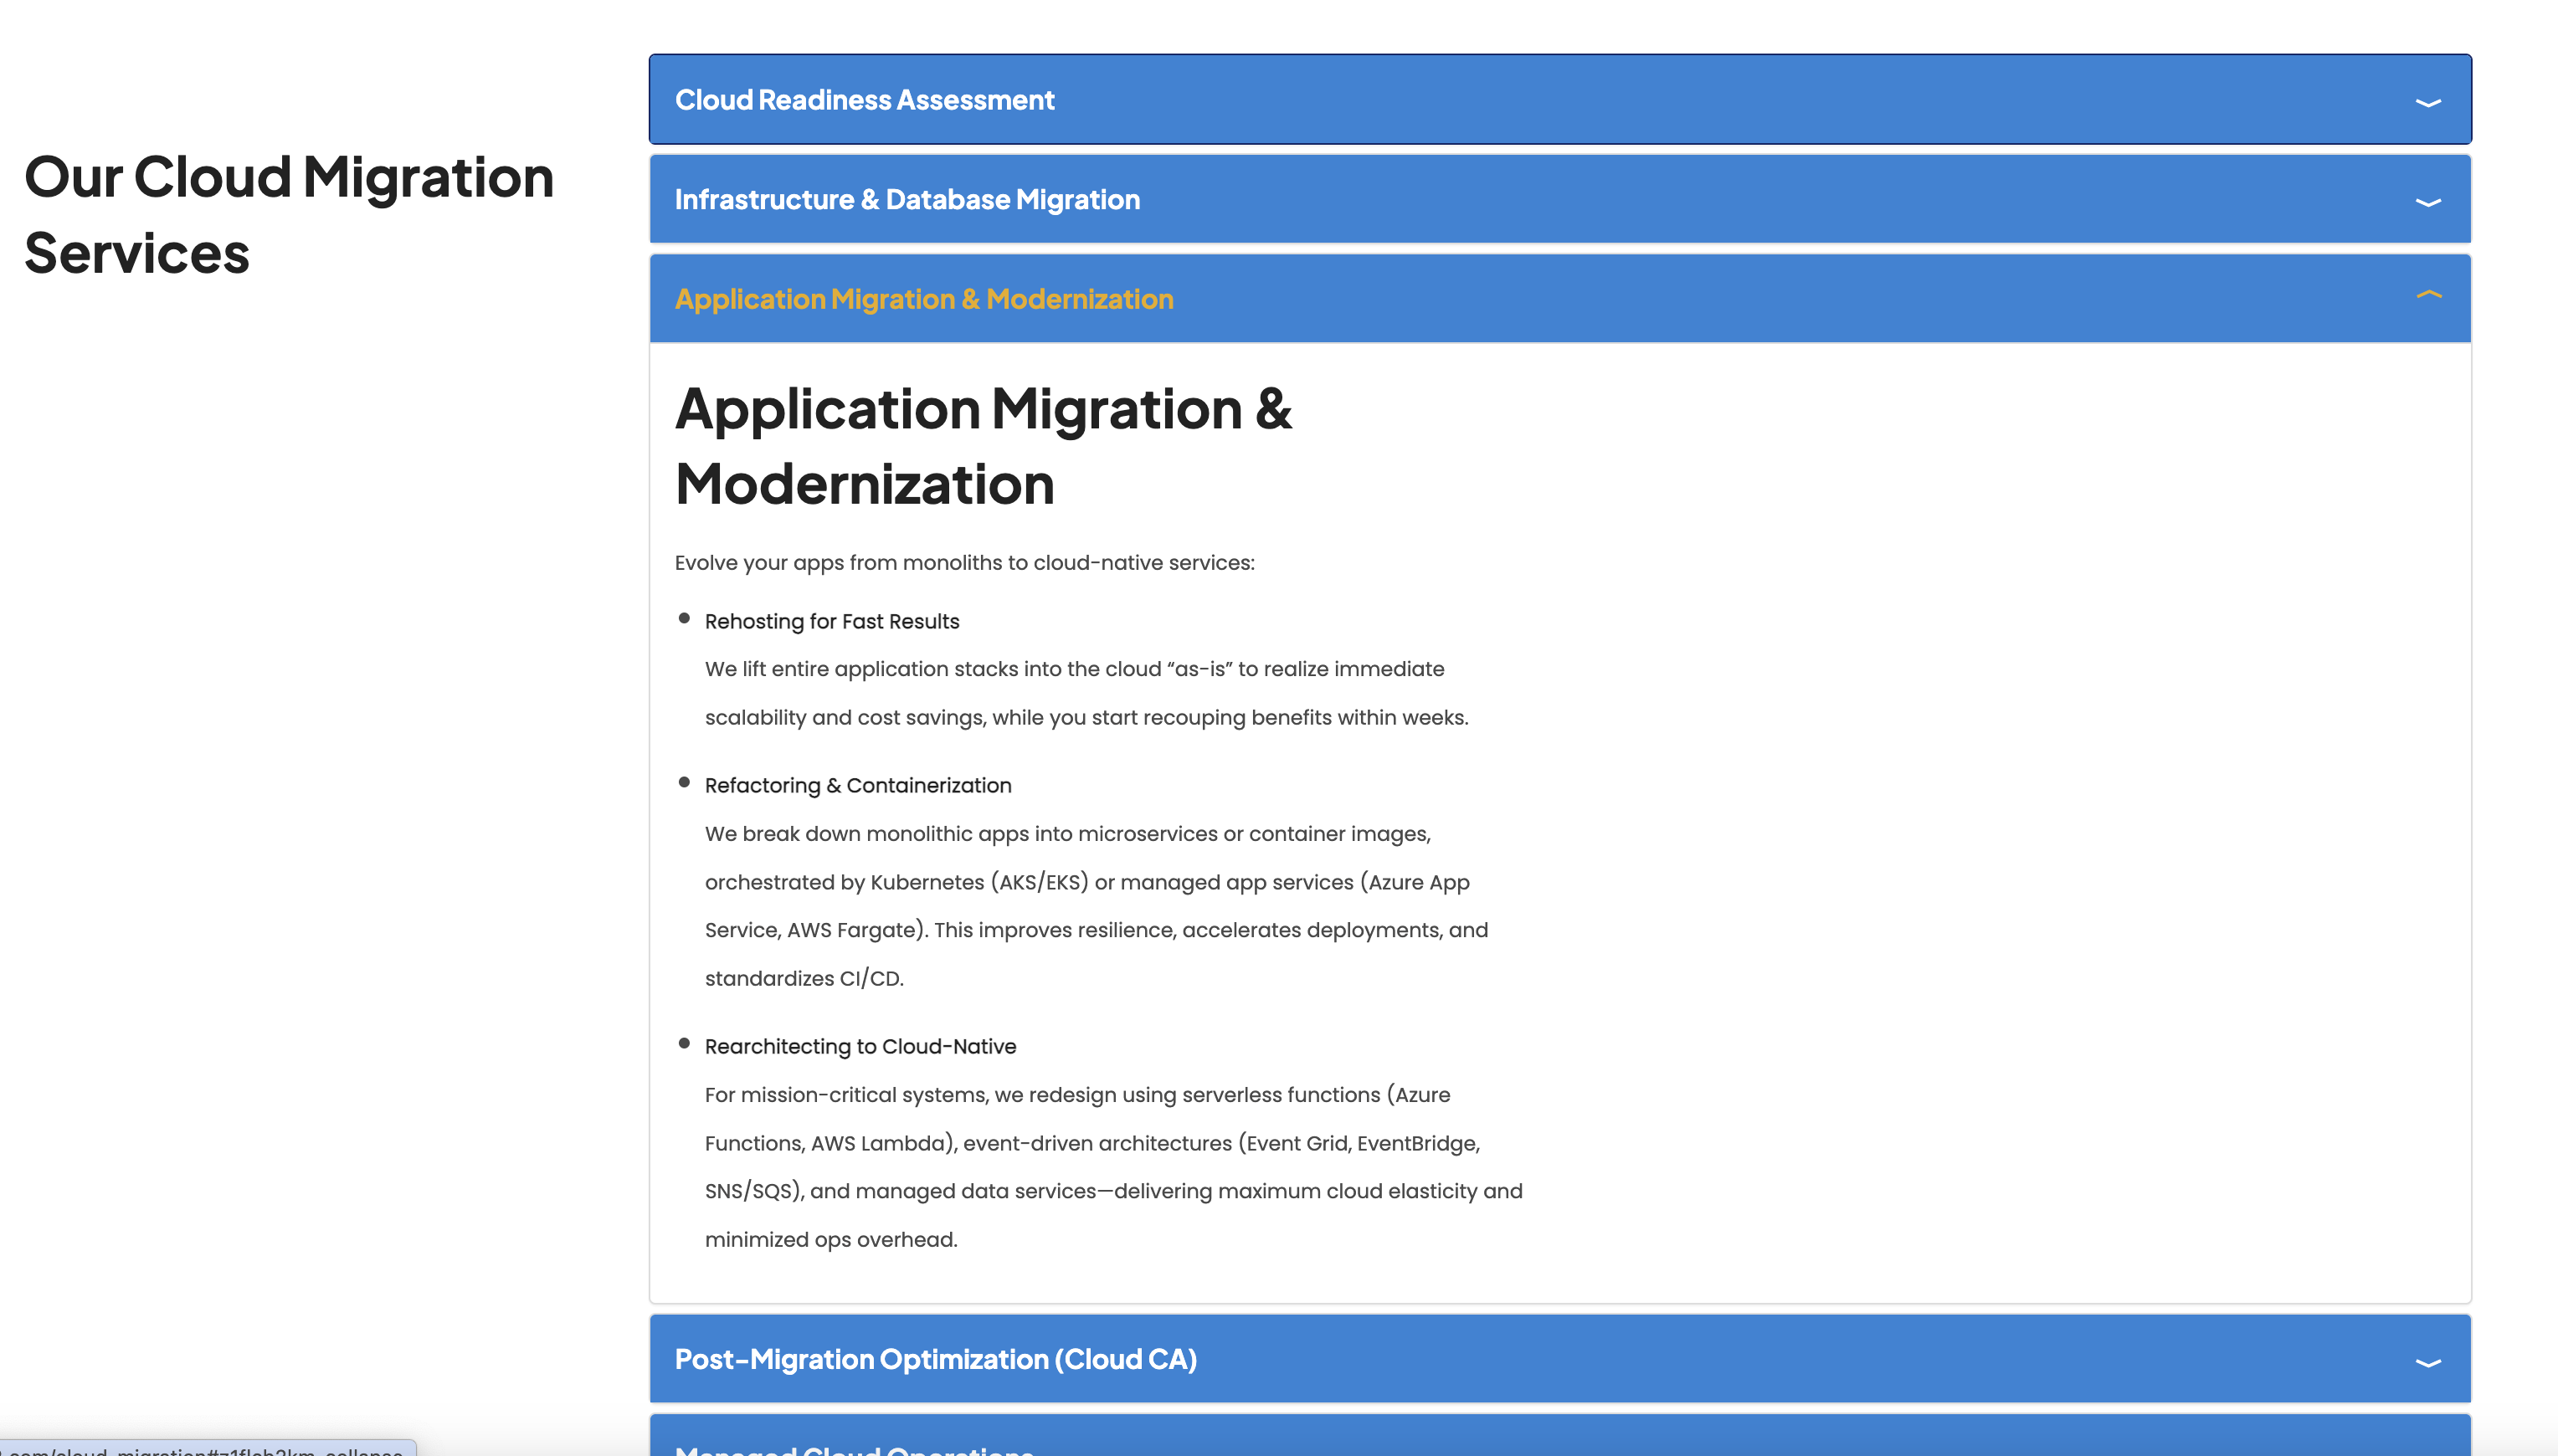 Our Cloud Migration
Services
Cloud Readiness Assessment
Infrastructure & Database Migration
Application Migration & Modernization
Application Migration &
Modernization
Evolve your apps from monoliths to cloud-native services:
Rehosting for Fast Results
We lift entire application stacks into the cloud “as-is” to realize immediate
scalability and cost savings, while you start recouping benefits within weeks.
Refactoring & Containerization
We break down monolithic apps into microservices or container images,
orchestrated by Kubernetes (AKS/EKS) or managed app services (Azure App
Service, AWS Fargate). This improves resilience, accelerates deployments, and
standardizes CI/CD.
Rearchitecting to Cloud-Native
For mission-critical systems, we redesign using serverless functions (Azure
Functions, AWS Lambda), event-driven architectures (Event Grid, EventBridge,
SNS/SQS), and managed data services—delivering maximum cloud elasticity and
minimized ops overhead.
Post-Migration Optimization (Cloud CA)
Managed Cloud Operations